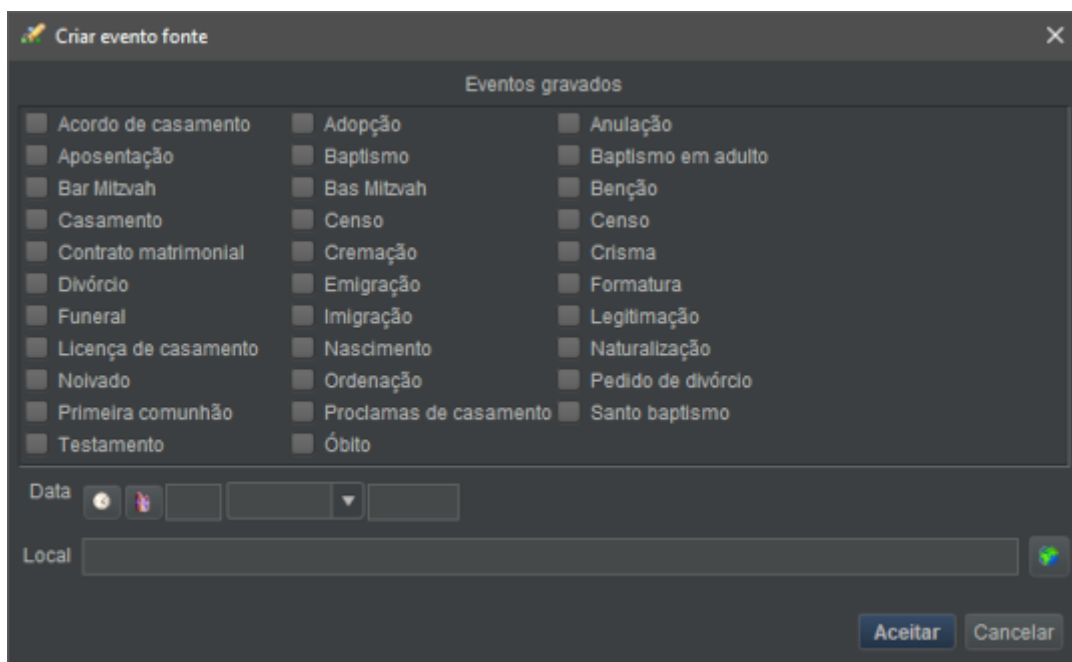 Criar evento fonte
Eventos gravados
Acordo de casamento Adopção Anulação
Aposentação Baptismo Baptismo em adulto
Bar Mitzvah Bas Mitzvah Benção
Casamento Censo Censo
Contrato matrimonial Cremação Crisma
Divórcio Emigração Formatura
Funeral Imigração Legitimação
Licença de casamento Nascimento Naturalização
Noivado Ordenação Pedido de divórcio
Primeira comunhão Proclamas de casamento Santo baptismo
Testamento Óbito
Data
Local
Aceitar Cancelar